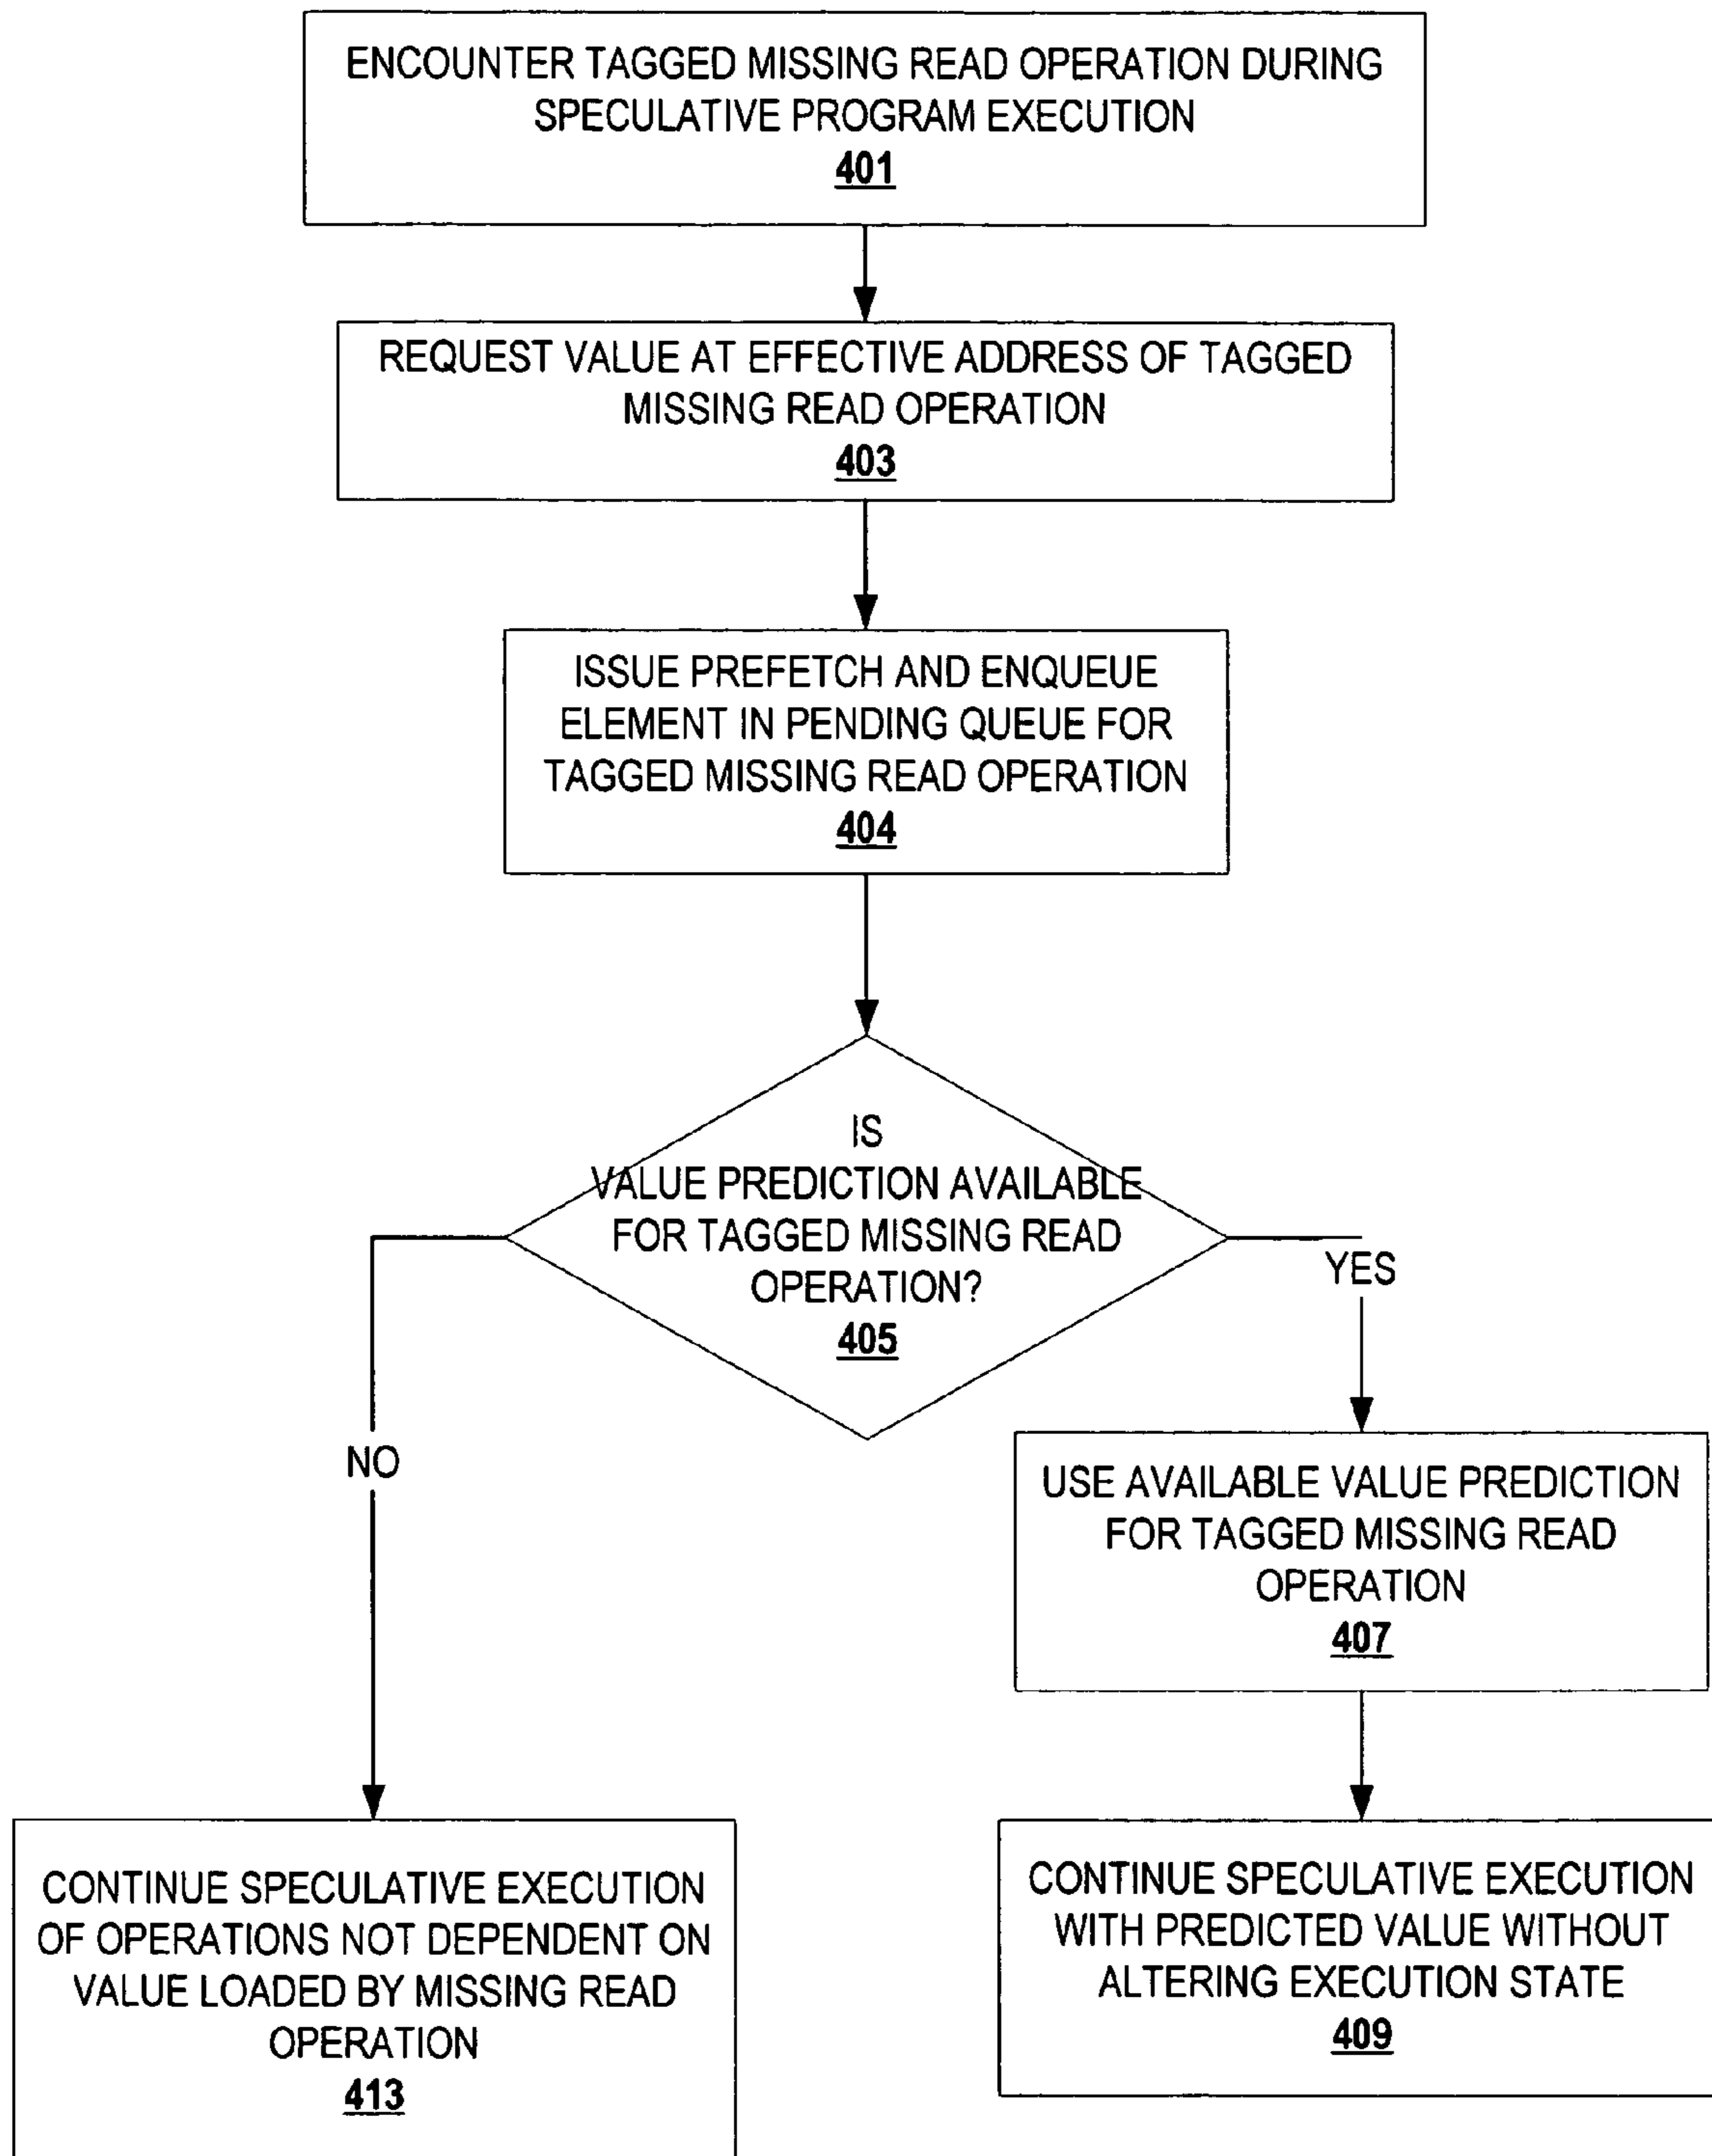 ENCOUNTER TAGGED MISSING READ OPERATION DURING
SPECULATIVE PROGRAM EXECUTION
401
REQUEST VALUE AT EFFECTIVE ADDRESS OF TAGGED
MISSING READ OPERATION
403
ISSUE PREFETCH AND ENQUEUE
ELEMENT IN PENDING QUEUE FOR
TAGGED MISSING READ OPERATION
404
IS
VALUE PREDICTION AVAILABLE
FOR TAGGED MISSING READ
OPERATION?
405
YES
NO
USE AVAILABLE VALUE PREDICTION
FOR TAGGED MISSING READ
OPERATION
407
CONTINUE SPECULATIVE EXECUTION
OF OPERATIONS NOT DEPENDENT ON
VALUE LOADED BY MISSING READ
OPERATION
413
CONTINUE SPECULATIVE EXECUTION
WITH PREDICTED VALUE WITHOUT
ALTERING EXECUTION STATE
409